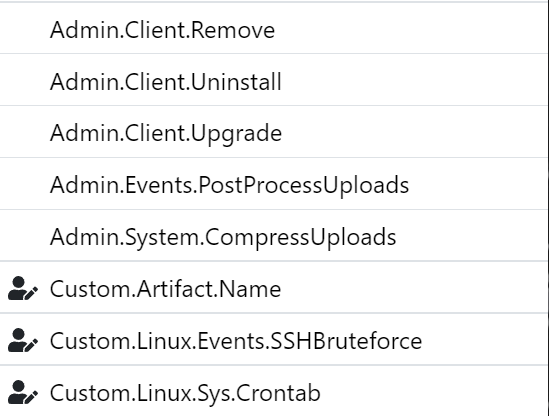 Admin.Client.Remove
Admin.Client.Uninstall
Admin.Client.Upgrade
Admin.Events.PostProcessUploads
Admin.System.CompressUploads
Custom.Artifact.Name
Custom.Linux.Events.SSHBruteforce
Custom.Linux.Sys.Crontab